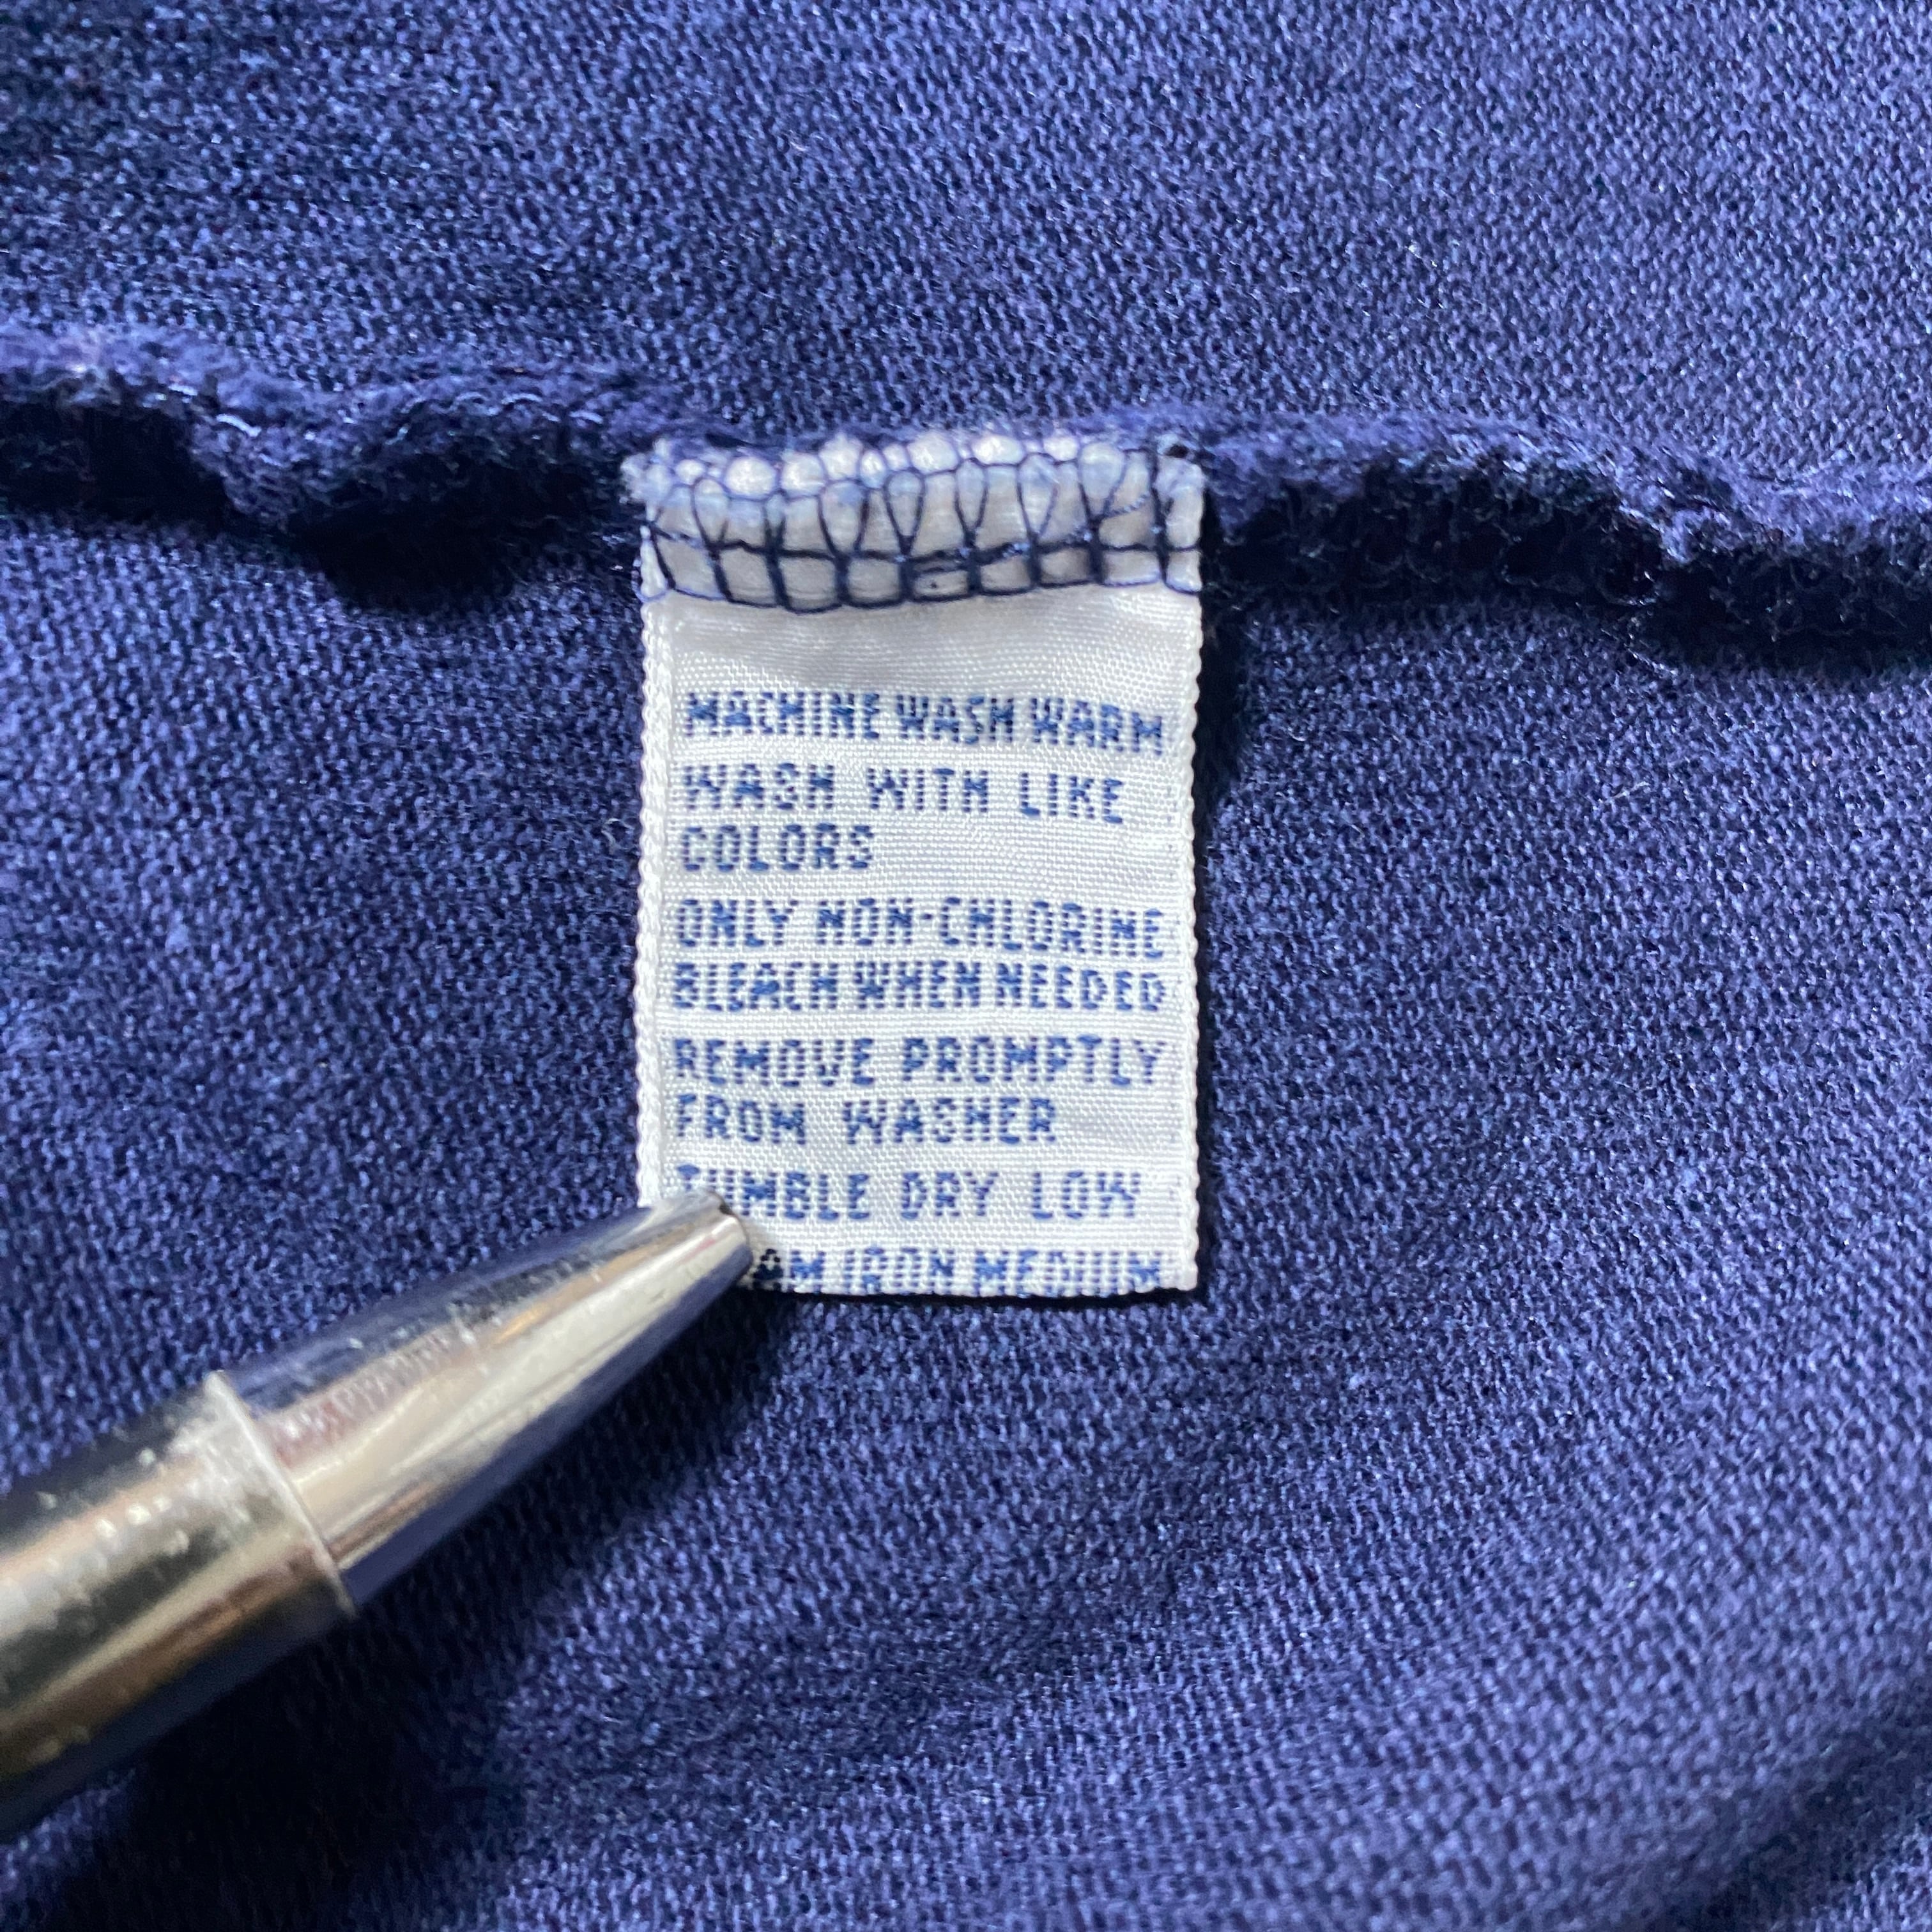 MACHINE WASH WARM
WASH WITH LIKE
COLORS
ONLY NON-CHLORINE
BLEACH WHEN NEEDED
REMOVE PROMPTLY
FROM WASHER
TUMBLE DRY LOW
IRON MEDIUM